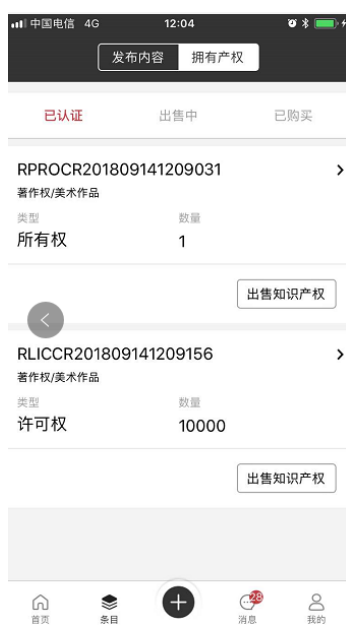 中国电信 4G 12:04
发布内容 拥有产权
已认证 出售中 已购买
RPROCR201809141209031
著作权/美术作品
类型 数量
所有权 1
出售知识产权
RLICCR201809141209156
著作权/美术作品
类型 数量
许可权 10000
出售知识产权
28
首页 条目 消息 我的